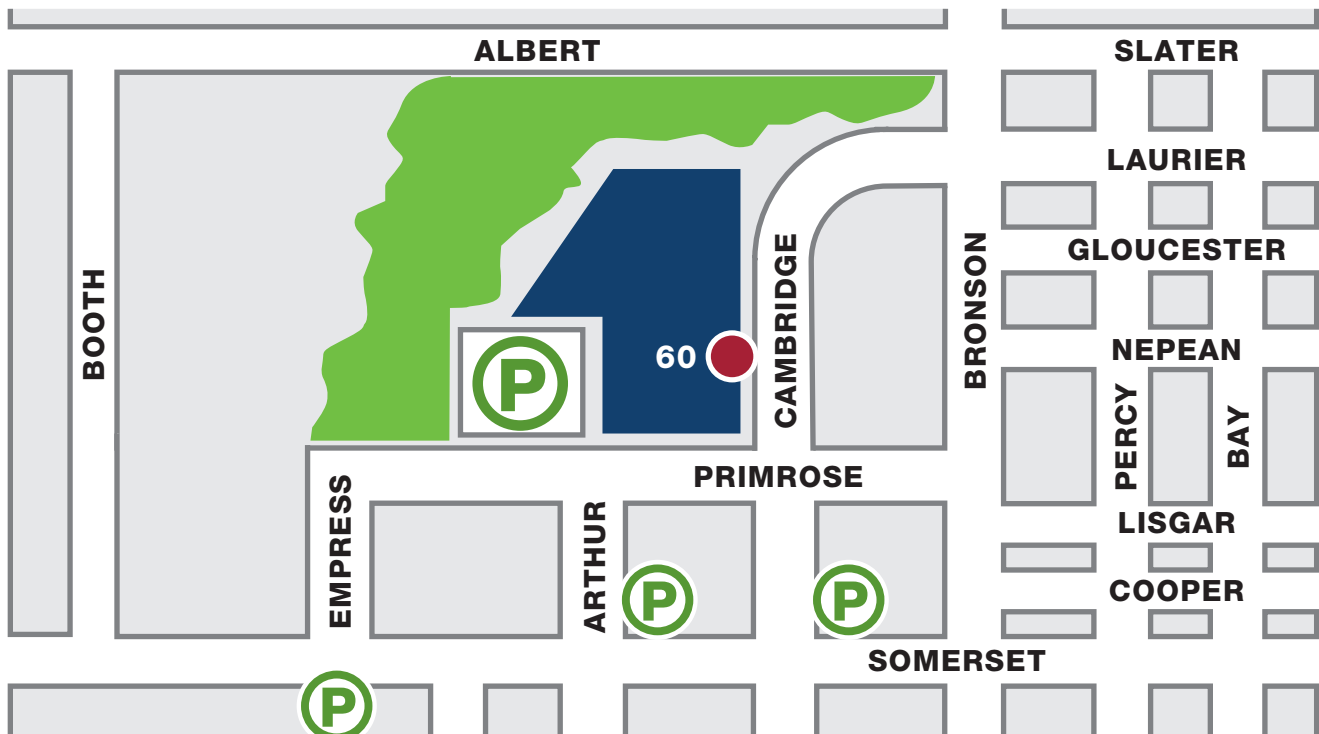 ALBERT
SLATER
LAURIER
GLOUCESTER
BOOTH
CAMBRIDGE
BRONSON
NEPEAN
60
P
PERCY
BAY
PRIMROSE
EMPRESS
ARTHUR
LISGAR
COOPER
P
P
SOMERSET
P